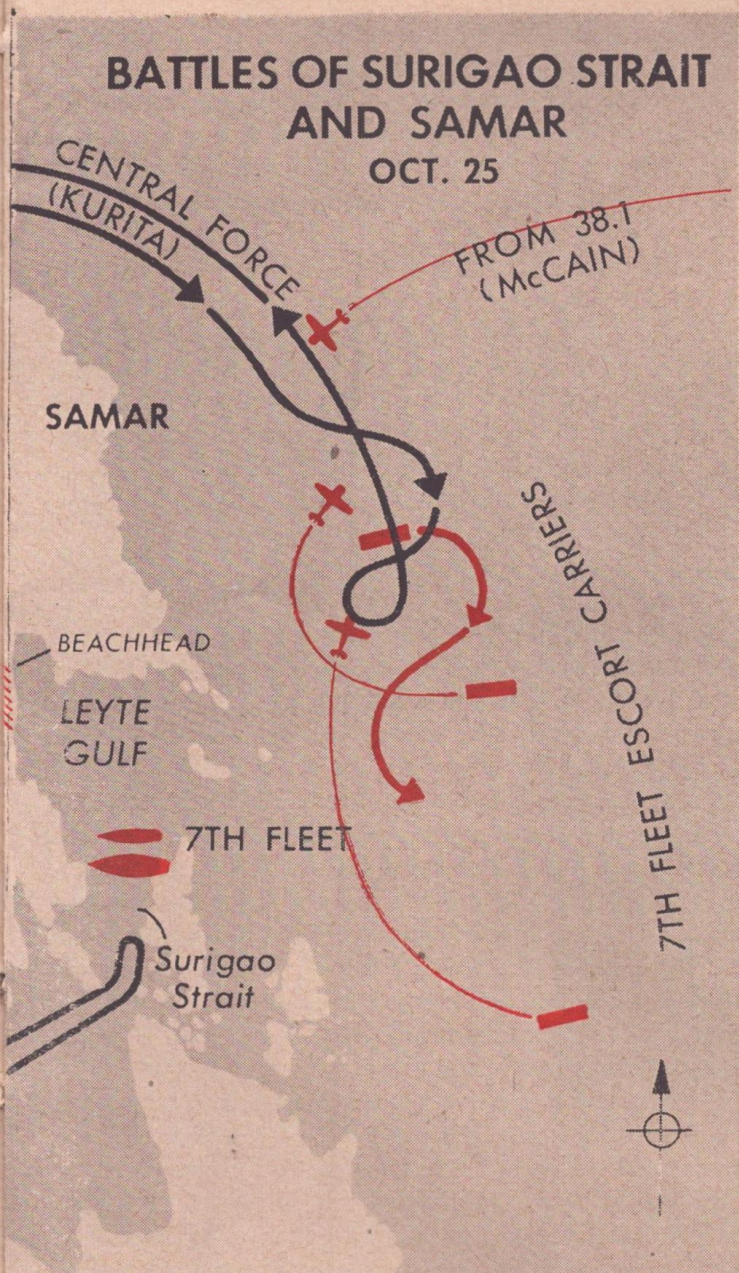 BATTLES OF SURIGAO STRAIT
AND SAMAR
OCT. 25
CENTRAL FORCE
(KURITA)
FROM 38.1
(McCAIN)
SAMAR
7TH FLEET ESCORT CARRIERS
BEACHHEAD
LEYTE
GULF
7TH FLEET
Surigao
Strait